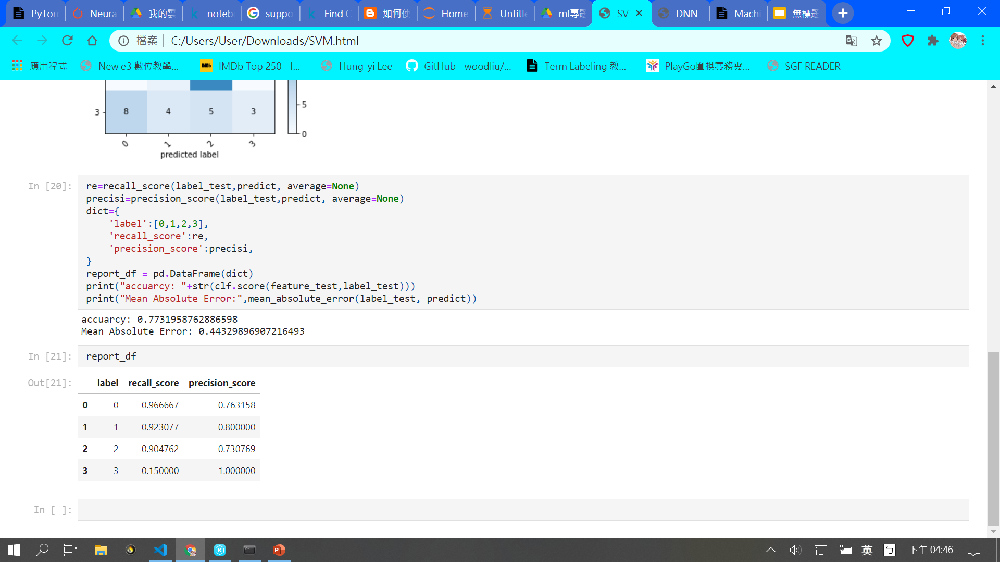 PyTor
Neura
我的雲
noteb
suppo
Find C
如何使
Home
Untitle
ml專題
SV
DNN
Machi
無標題
檔案
C:/Users/User/Downloads/SVM.html
應用程式
New e3 數位教學...
IMDb
IMDb Top 250 - I...
Hung-yi Lee
GitHub - woodliu/...
Term Labeling 教...
PlayGo圍棋賽務雲...
SGF READER
3
8 4 5 3
5
0
0 1 2 3
predicted label
In [20]:
re=recall_score(label_test,predict, average=None)
precisi=precision_score(label_test,predict, average=None)
dict={
'label':[0,1,2,3],
'recall_score':re,
'precision_score':precisi,
}
report_df = pd.DataFrame(dict)
print("accuarcy: "+str(clf.score(feature_test,label_test)))
print("Mean Absolute Error:",mean_absolute_error(label_test, predict))
accuarcy: 0.7731958762886598
Mean Absolute Error: 0.44329896907216493
In [21]:
report_df
Out[21]:
label recall_score precision_score
0 0 0.966667 0.763158
1 1 0.923077 0.800000
2 2 0.904762 0.730769
3 3 0.150000 1.000000
In [ ]:
英
ㄅ
下午 04:46